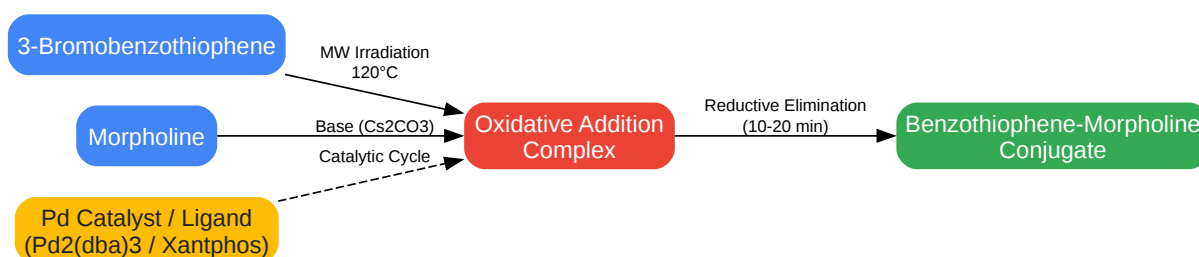 3-Bromobenzothiophene
MW Irradiation
120°C
Morpholine
Base (Cs2CO3)
Catalytic Cycle
Pd Catalyst / Ligand
(Pd2(dba)3 / Xantphos)
Oxidative Addition
Complex
Reductive Elimination
(10-20 min)
Benzothiophene-Morpholine
Conjugate